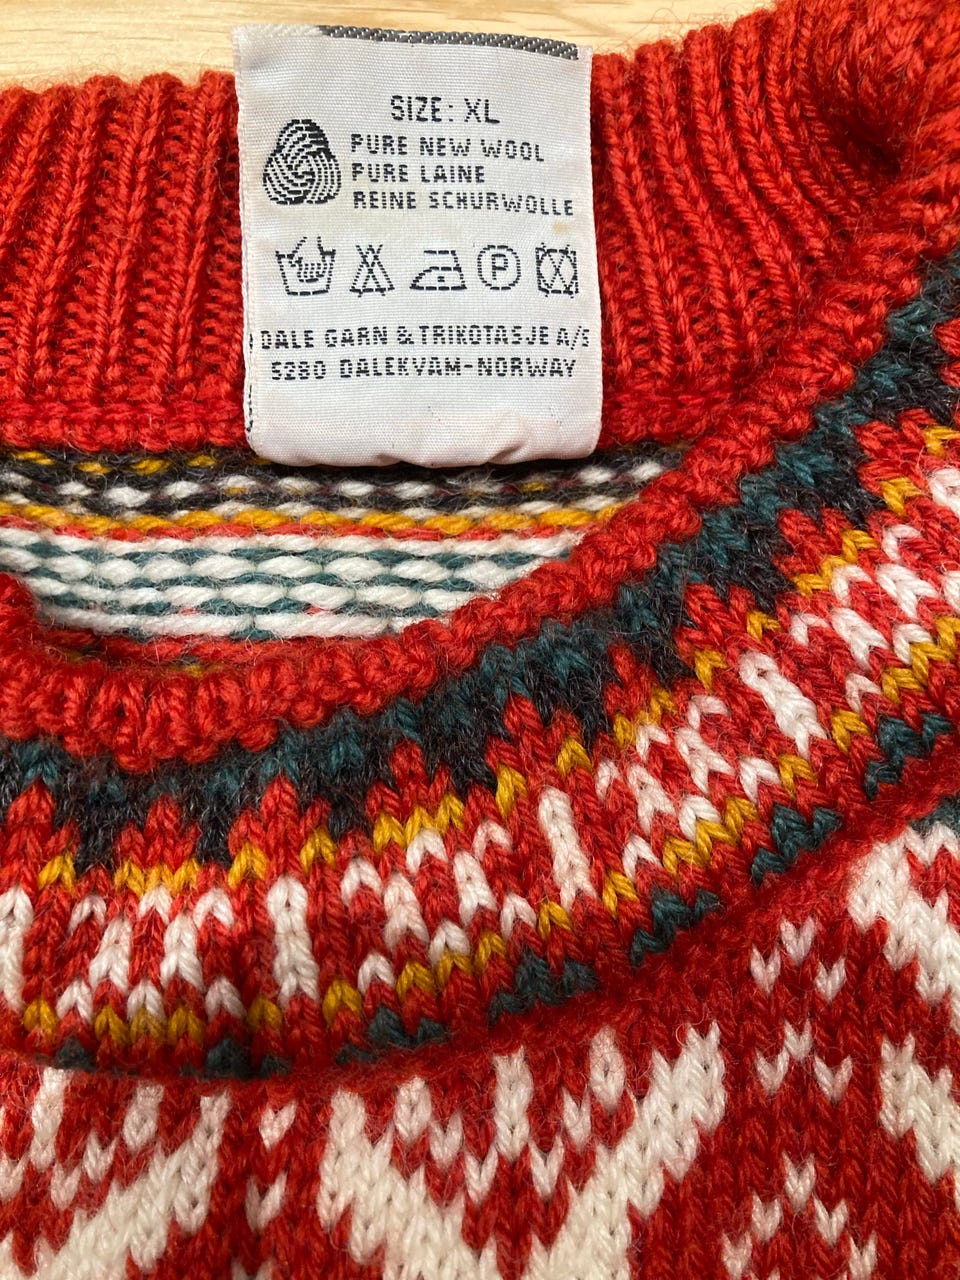 SIZE: XL
PURE NEW WOOL
PURE LAINE
REINE SCHURWOLLE
P
DALE GARN & TRIKOTASJE A/S
5280 DALEKVAM-NORWAY